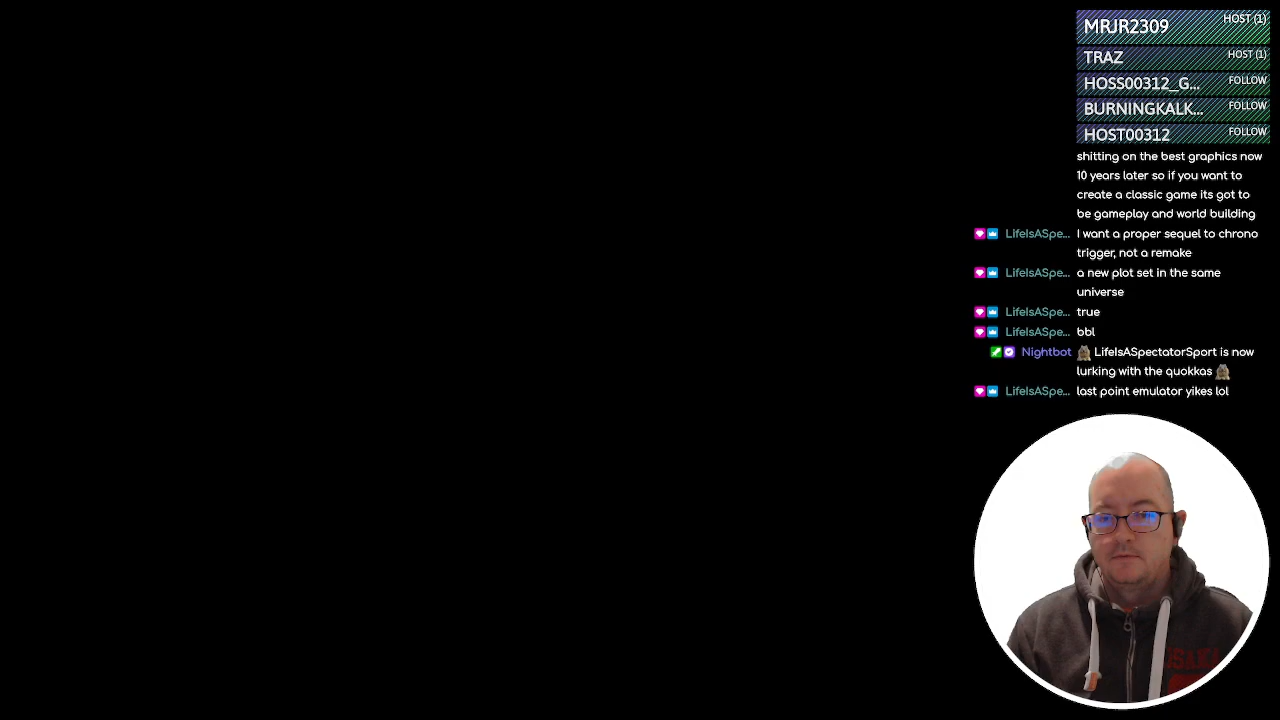 MRJR2309 HOST (1)
TRAZ HOST (1)
HOSS00312_G... FOLLOW
BURNINGKALK... FOLLOW
HOST00312 FOLLOW
shitting on the best graphics now
10 years later so if you want to
create a classic game its got to
be gameplay and world building
LifeIsASpe... I want a proper sequel to chrono
trigger, not a remake
LifeIsASpe... a new plot set in the same
universe
LifeIsASpe... true
LifeIsASpe... bbl
Nightbot LifeIsASpectatorSport is now
lurking with the quokkas
LifeIsASpe... last point emulator yikes lol